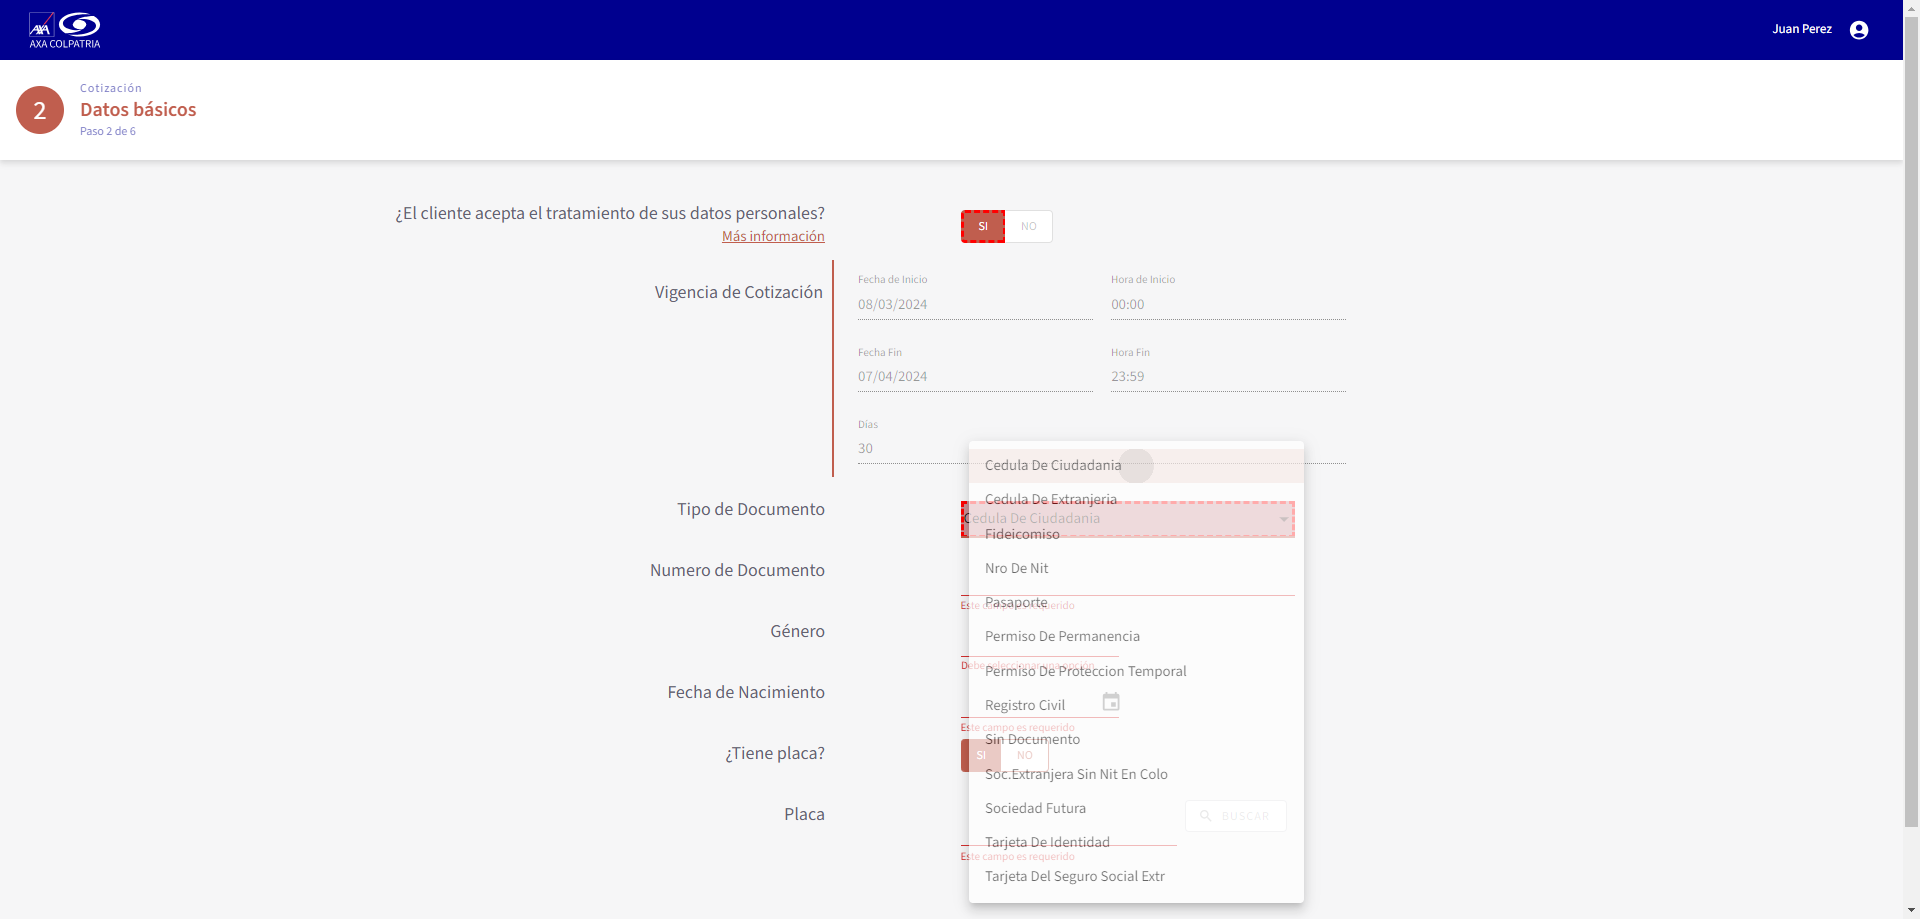 AXA
AXA COLPATRIA
Juan Perez
2
Cotización
Datos básicos
Paso 2 de 6
¿El cliente acepta el tratamiento de sus datos personales?
Más información
SI
NO
Vigencia de Cotización
Fecha de Inicio
Hora de Inicio
08/03/2024
00:00
Fecha Fin
Hora Fin
07/04/2024
23:59
Días
30
Cedula De Ciudadania
Cedula De Extranjeria
Tipo de Documento
Cedula De Ciudadania
Fideicomiso
Numero de Documento
Nro De Nit
Pasaporte
Este campo es requerido
Género
Permiso De Permanencia
Debe seleccionar una opción
Permiso De Proteccion Temporal
Fecha de Nacimiento
Registro Civil
Este campo es requerido
Sin Documento
¿Tiene placa?
SI
NO
Soc.Extranjera Sin Nit En Colo
Placa
Sociedad Futura
BUSCAR
Tarjeta De Identidad
Este campo es requerido
Tarjeta Del Seguro Social Extr